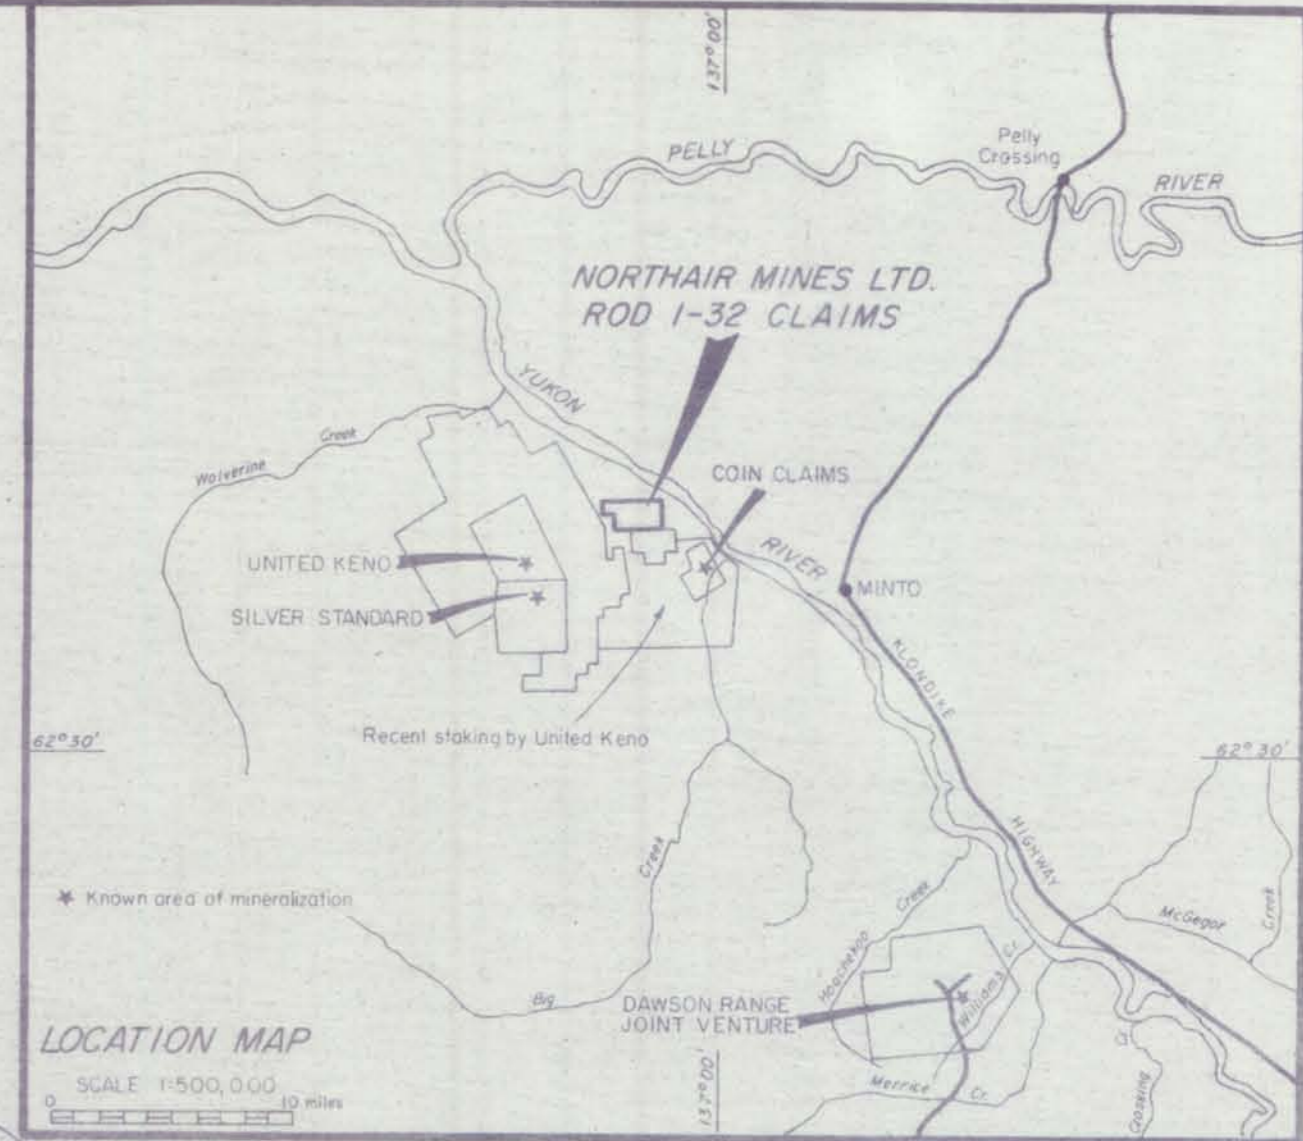 137°00'
Pelly
Crossing
PELLY
RIVER
NORTHAIR MINES LTD.
ROD 1-32 CLAIMS
YUKON
Creek
Wolverine
COIN CLAIMS
UNITED KENO
RIVER
MINTO
SILVER STANDARD
KLONDIKE
Recent staking by United Keno
62°30'
62°30'
HIGHWAY
Creek
Known area of mineralization
Creek
McGegor
Creek
Hoochekoo
Williams Cr.
Big
DAWSON RANGE
JOINT VENTURE
LOCATION MAP
Cr.
SCALE 1:500,000
137°00'
Merrice Cr.
Crossing
0 10 miles